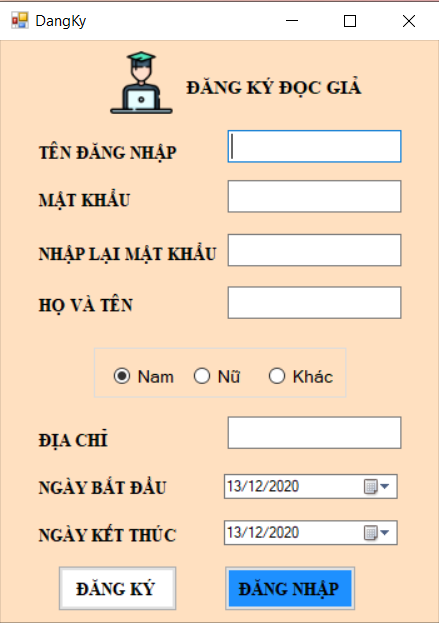 DangKy
ĐĂNG KÝ ĐỌC GIẢ
TÊN ĐĂNG NHẬP
MẬT KHẨU
NHẬP LẠI MẬT KHẨU
HỌ VÀ TÊN
Nam Nữ Khác
ĐỊA CHỈ
NGÀY BẮT ĐẦU 13/12/2020
NGÀY KẾT THÚC 13/12/2020
ĐĂNG KÝ ĐĂNG NHẬP